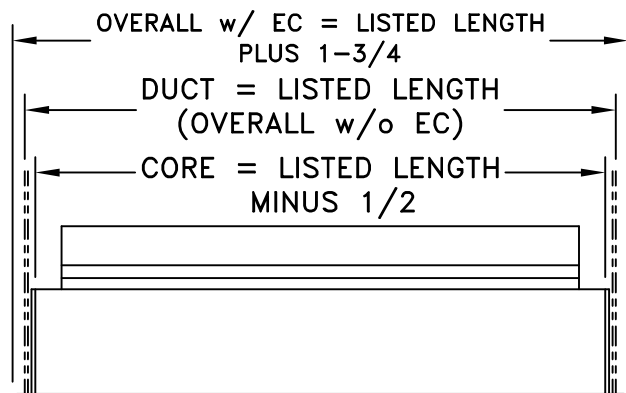 OVERALL w/ EC = LISTED LENGTH
PLUS 1-3/4
DUCT = LISTED LENGTH
(OVERALL w/o EC)
CORE = LISTED LENGTH
MINUS 1/2